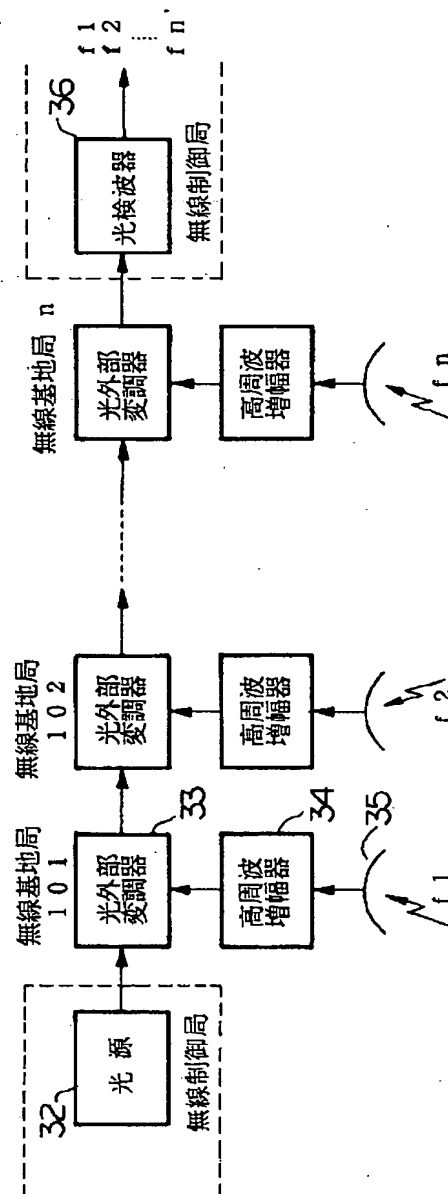 32
光 源
無線制御局
無線基地局
101
光外部
変調器
33
高周波
増幅器
34
35
f1
無線基地局
102
光外部
変調器
高周波
増幅器
f2
無線基地局 n
光外部
変調器
高周波
増幅器
fn
36
光検波器
無線制御局
f1
f2
fn'